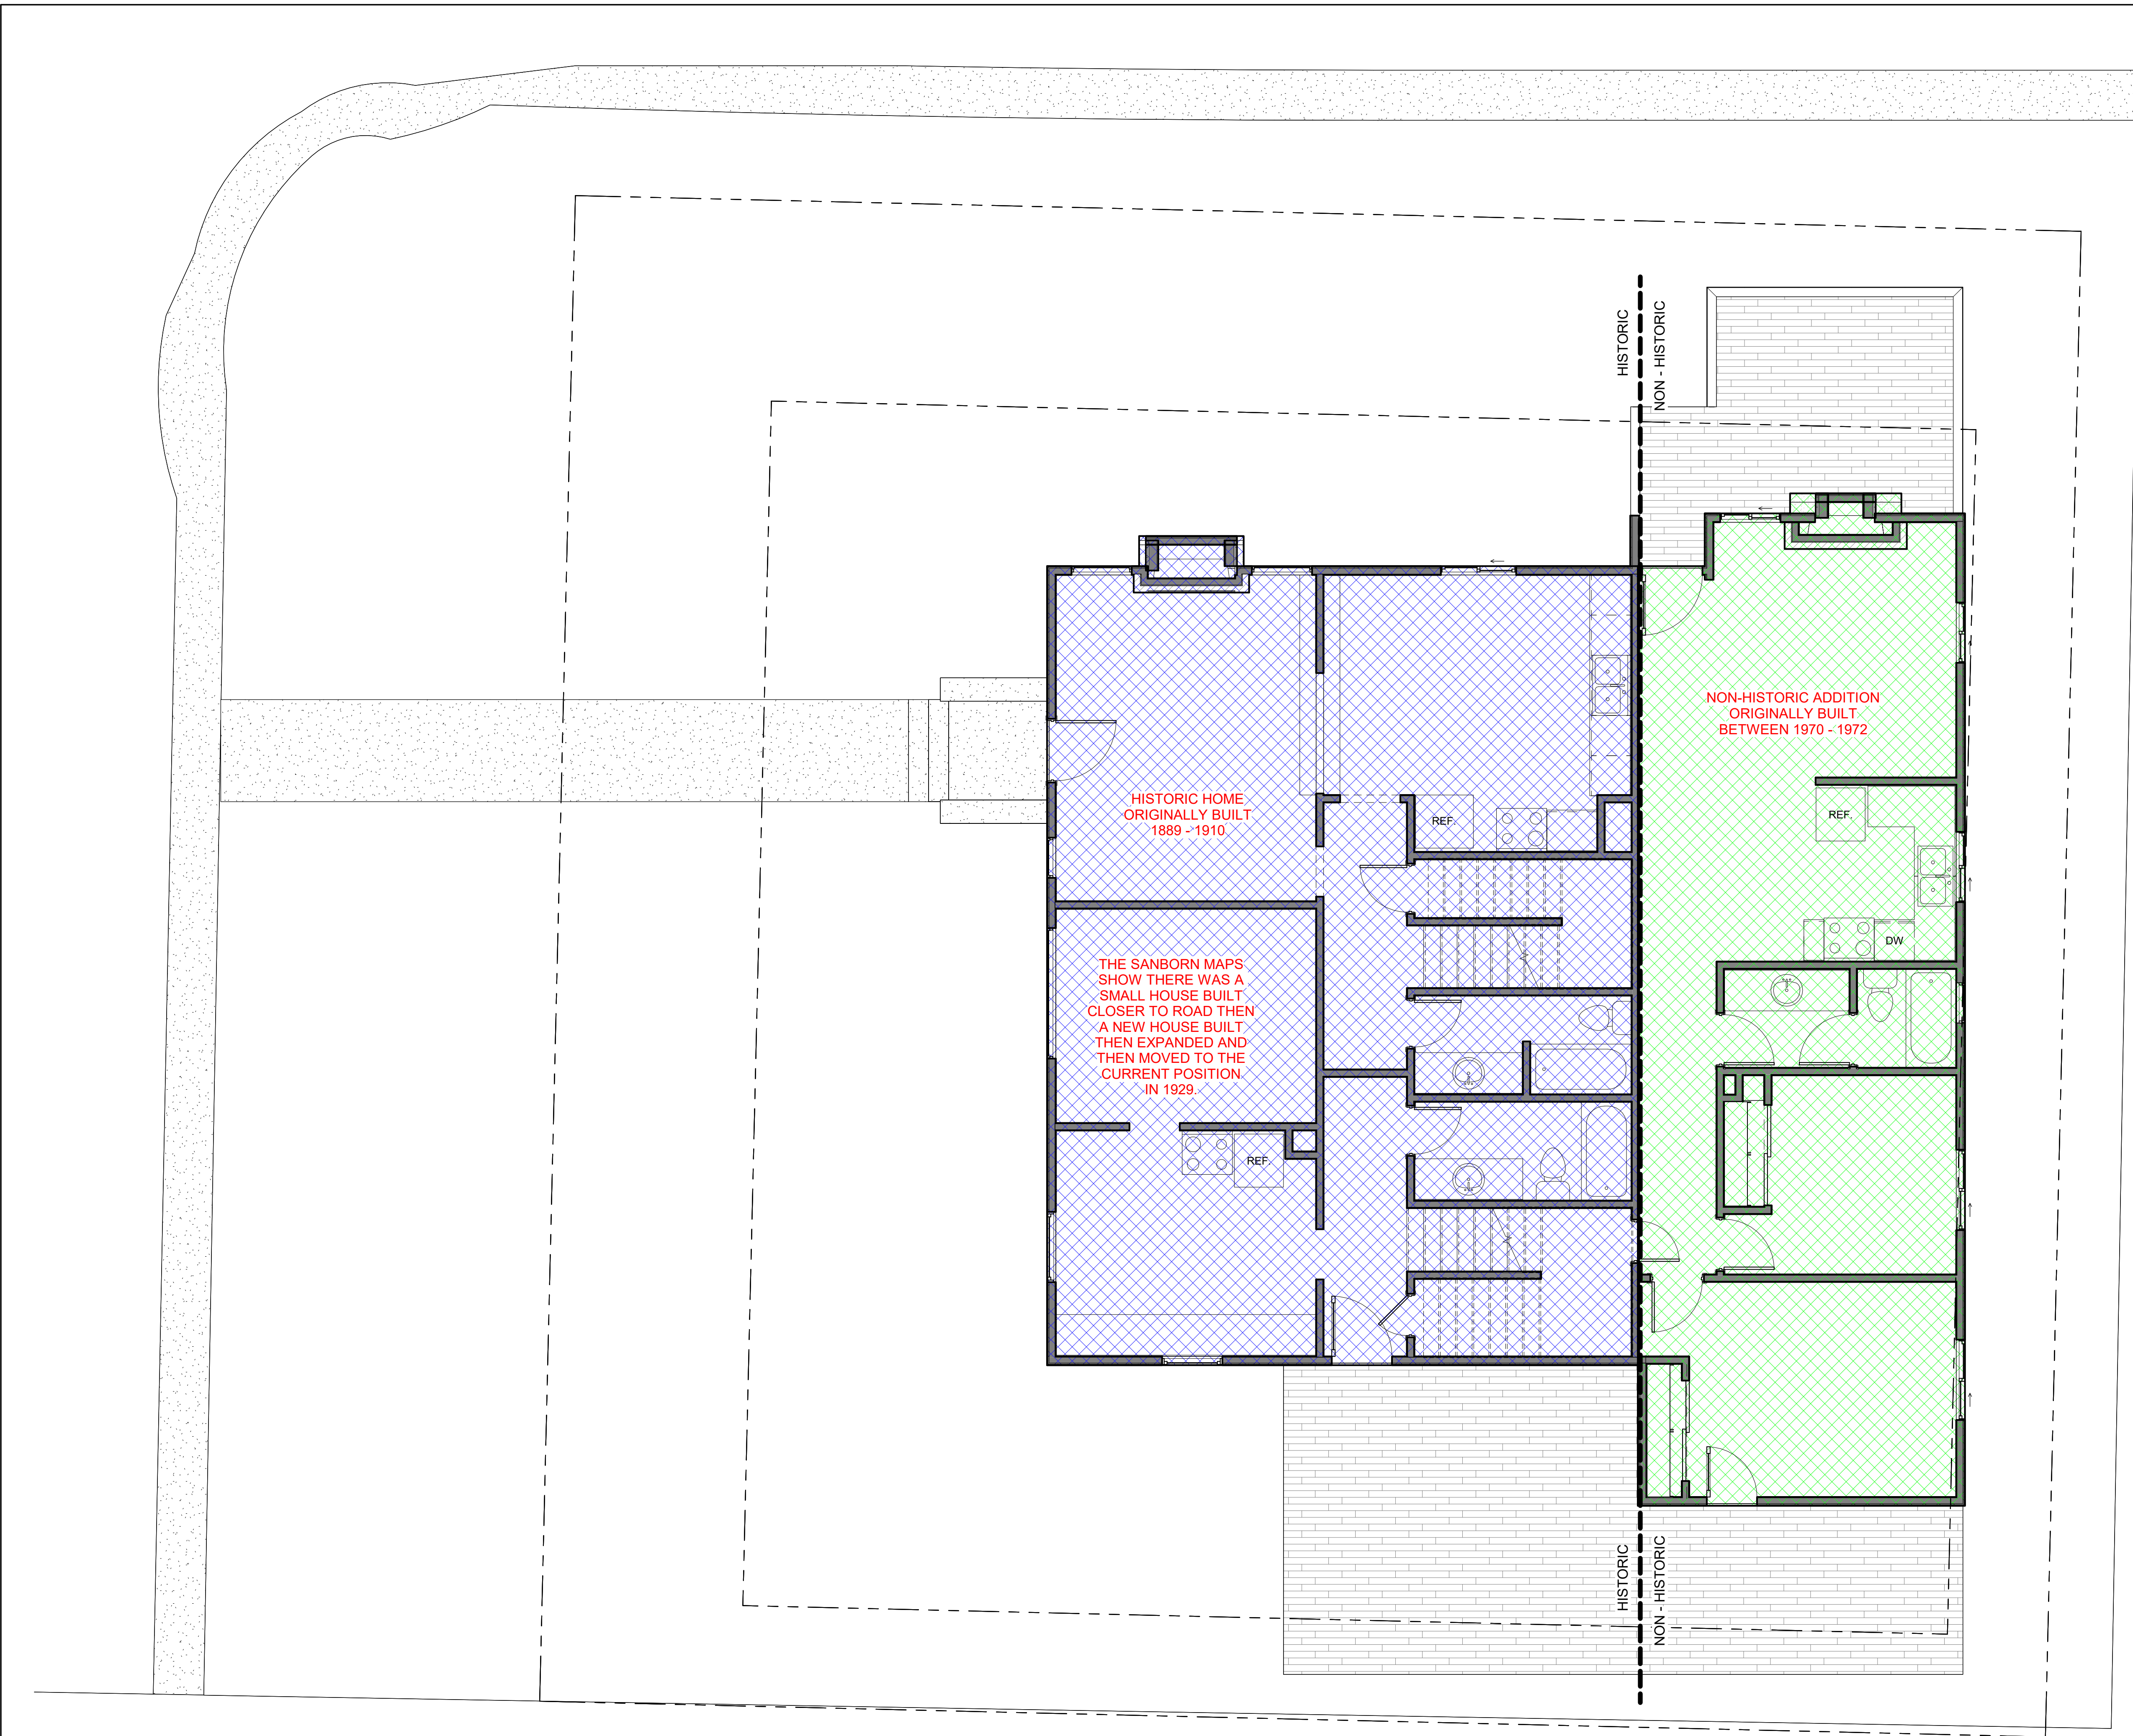 HISTORIC
NON - HISTORIC
NON-HISTORIC ADDITION
ORIGINALLY BUILT
BETWEEN 1970 - 1972
HISTORIC HOME
ORIGINALLY BUILT
1889 - 1910
REF.
REF.
DW
THE SANBORN MAPS
SHOW THERE WAS A
SMALL HOUSE BUILT
CLOSER TO ROAD THEN
A NEW HOUSE BUILT
THEN EXPANDED AND
THEN MOVED TO THE
CURRENT POSITION
IN 1929.
REF.
HISTORIC
NON - HISTORIC